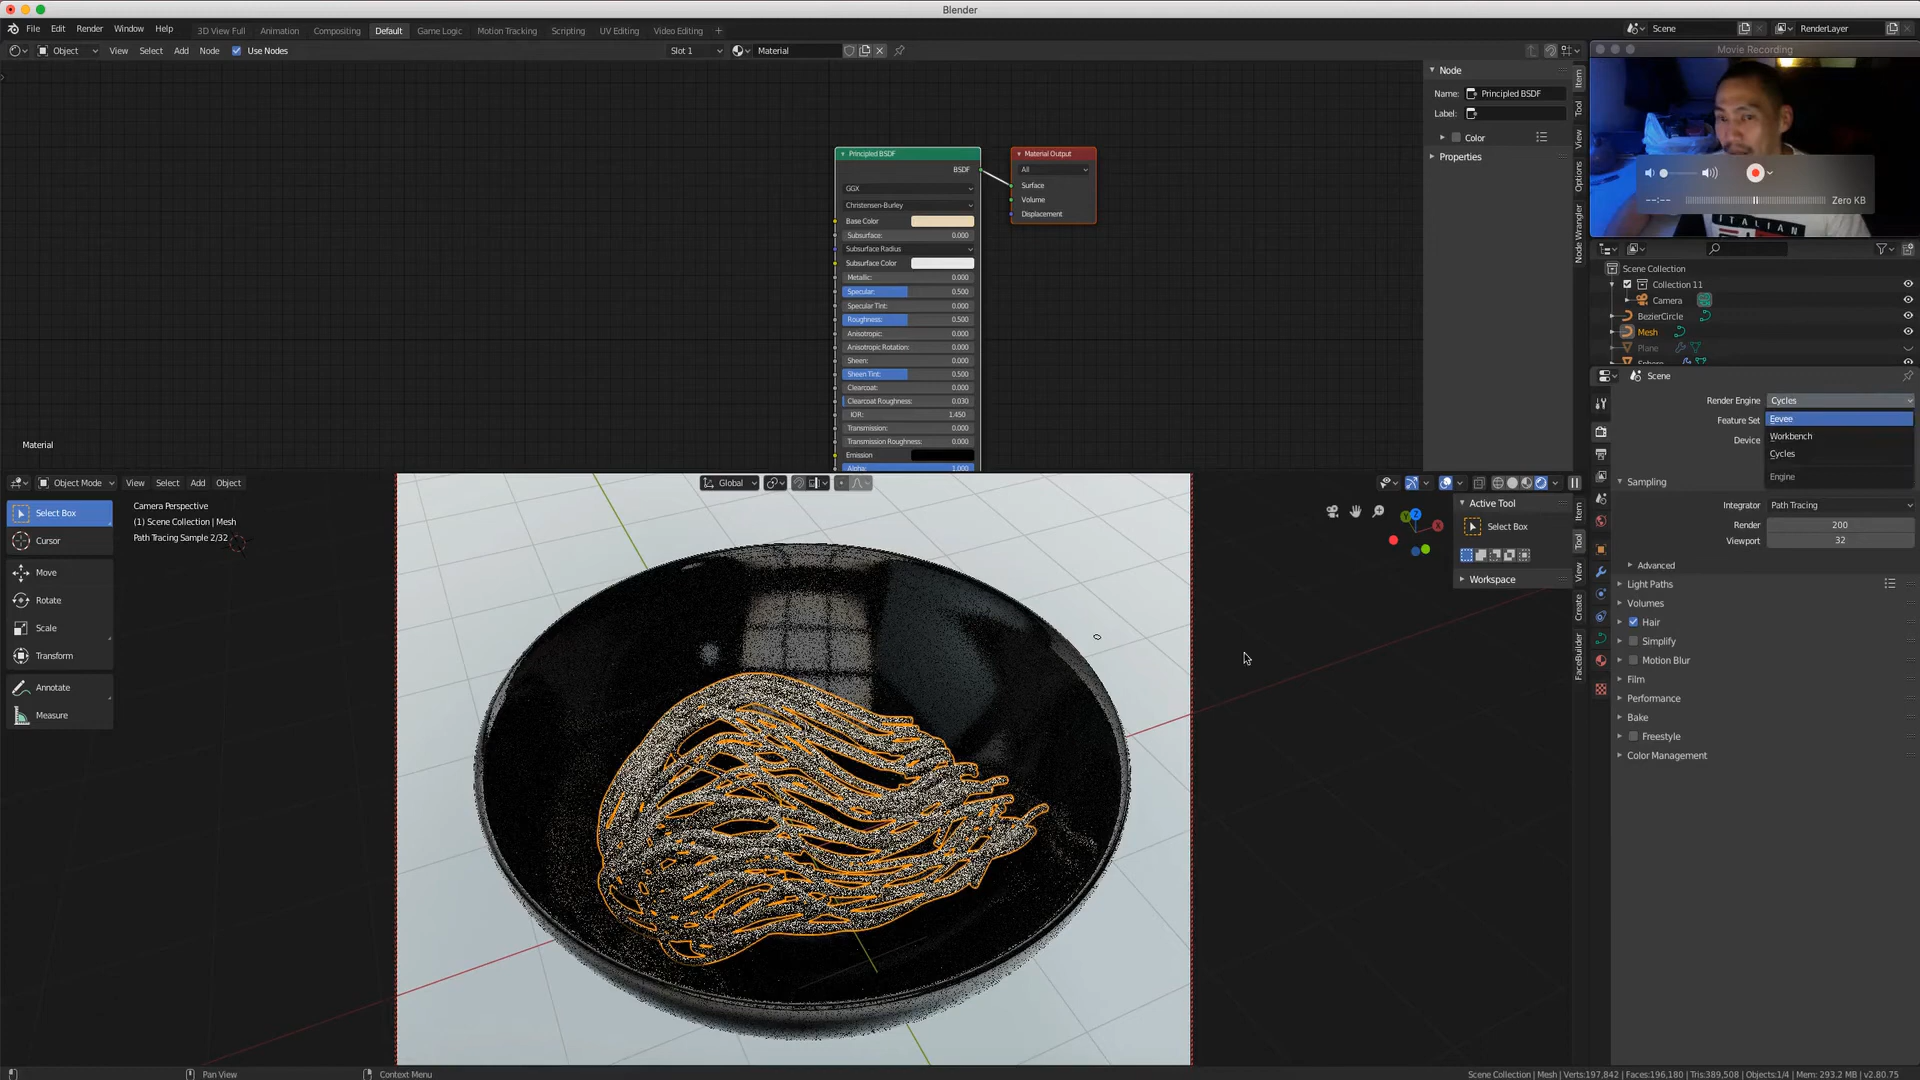 Blender
File Edit Render Window Help
3D View Full Animation Compositing Default Game Logic Motion Tracking Scripting UV Editing Video Editing +
Scene RenderLayer
Object View Select Add Node Use Nodes Slot 1 Material
Movie Recording
--:-- Zero KB
ITALIAN
Node
Name: Principled BSDF
Label:
Color
Properties
Item
Tool
View
Options
Node Wrangler
Principled BSDF
BSDF
GGX
Christensen-Burley
Base Color
Subsurface: 0.000
Subsurface Radius
Subsurface Color
Metallic: 0.000
Specular: 0.500
Specular Tint: 0.000
Roughness: 0.500
Anisotropic: 0.000
Anisotropic Rotation: 0.000
Sheen: 0.000
Sheen Tint: 0.500
Clearcoat: 0.000
Clearcoat Roughness: 0.030
IOR: 1.450
Transmission: 0.000
Transmission Roughness: 0.000
Emission
Alpha: 1.000
Material Output
All
Surface
Volume
Displacement
Material
Scene Collection
Collection 11
Camera
BezierCircle
Mesh
Plane
Sphere
Scene
Render Engine Cycles
Feature Set
Device
Eevee
Workbench
Cycles
Engine
Sampling
Integrator Path Tracing
Render 200
Viewport 32
Advanced
Light Paths
Volumes
Hair
Simplify
Motion Blur
Film
Performance
Bake
Freestyle
Color Management
Object Mode View Select Add Object Global
Select Box
Cursor
Move
Rotate
Scale
Transform
Annotate
Measure
Camera Perspective
(1) Scene Collection | Mesh
Path Tracing Sample 2/32
Active Tool
Select Box
Workspace
Item
Tool
View
Create
FaceBuilder
Y Z X
Pan View Context Menu
Scene Collection | Mesh | Verts:197,842 | Faces:196,180 | Tris:389,508 | Objects:1/4 | Mem: 293.2 MB | v2.80.75